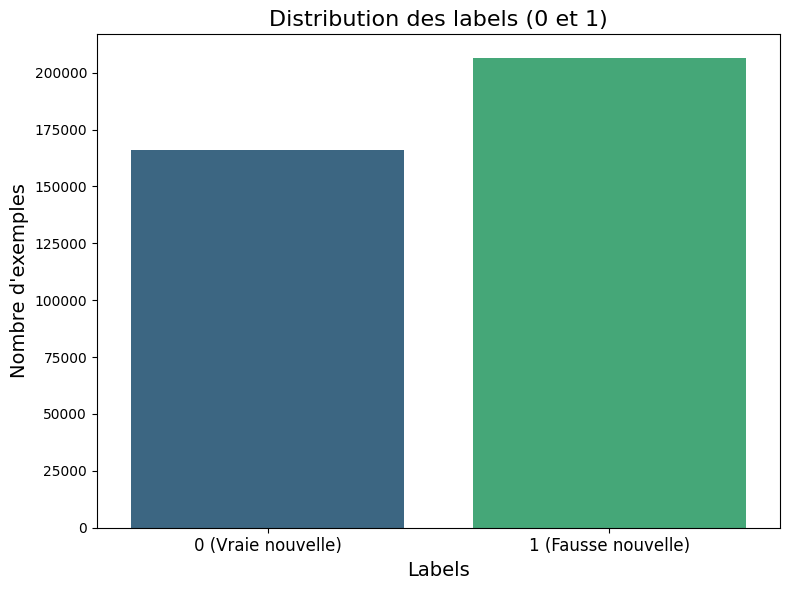 Distribution des labels (0 et 1)
Nombre d'exemples
200000
175000
150000
125000
100000
75000
50000
25000
0
0 (Vraie nouvelle)
1 (Fausse nouvelle)
Labels